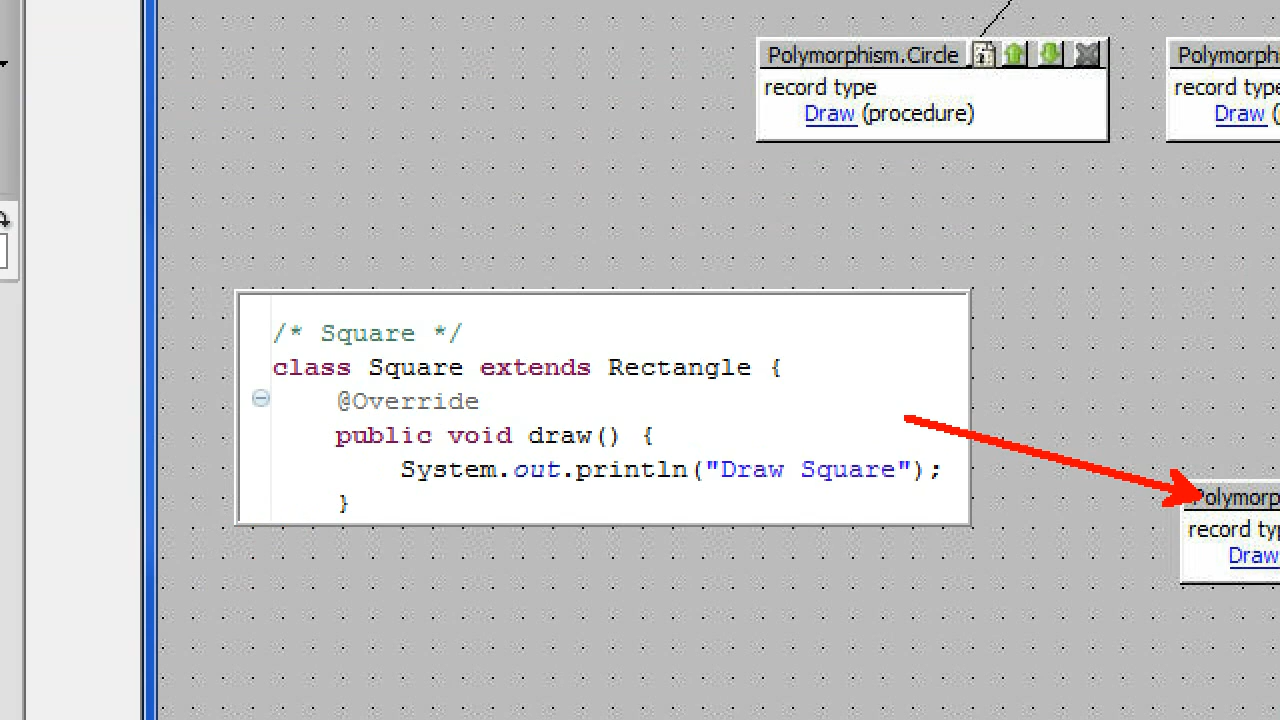 Polymorphism.Circle
record type
Draw (procedure)
Polymorph
record type
Draw (
/* Square */
class Square extends Rectangle {
@Override
public void draw() {
System.out.println("Draw Square");
}
Polymorp
record typ
Draw